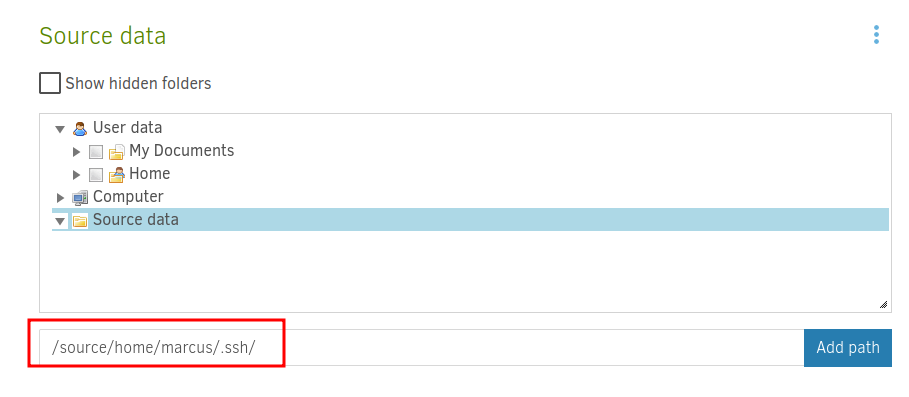 Source data
Show hidden folders
User data
My Documents
Home
Computer
Source data
/source/home/marcus/.ssh/
Add path